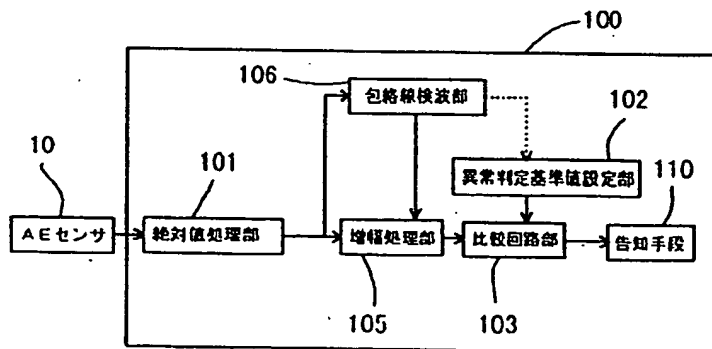 100
106
包絡線検波部
102
10
101
異常判定基準値設定部
110
AEセンサ
絶対値処理部
増幅処理部
比較回路部
告知手段
105
103